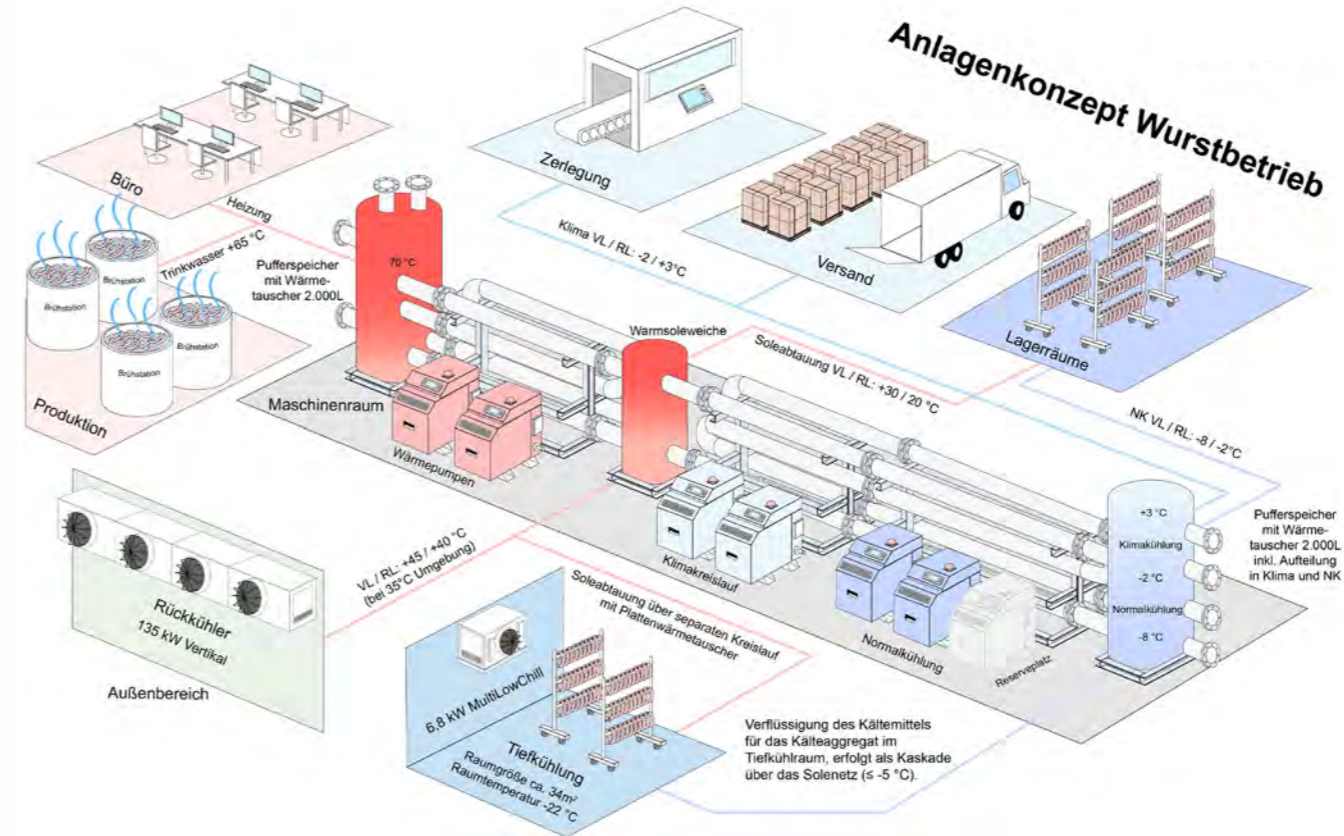 Anlagenkonzept Wurstbetrieb
Büro
Heizung
Trinkwasser +65 °C
Brühstation
Brühstation
Brühstation
Brühstation
Produktion
Pufferspeicher
mit Wärme-
tauscher 2.000L
70 °C
Zerlegung
Klima VL / RL: -2 / +3°C
Versand
Lagerräume
Warmsoleweiche
Soleabtauung VL / RL: +30 / 20 °C
NK VL / RL: -8 / -2°C
Maschinenraum
Wärmepumpen
Klimakreislauf
Normalkühlung
Reserveplatz
+3 °C
Klimakühlung
-2 °C
Normalkühlung
-8 °C
Pufferspeicher
mit Wärme-
tauscher 2.000L
inkl. Aufteilung
in Klima und NK
VL / RL: +45 / +40 °C
(bei 35°C Umgebung)
Soleabtauung über separaten Kreislauf
mit Plattenwärmetauscher
Rückkühler
135 kW Vertikal
Außenbereich
6,8 kW MultiLowChill
Tiefkühlung
Raumgröße ca. 34m²
Raumtemperatur -22 °C
Verflüssigung des Kältemittels
für das Kälteaggregat im
Tiefkühlraum, erfolgt als Kaskade
über das Solenetz (≤ -5 °C).